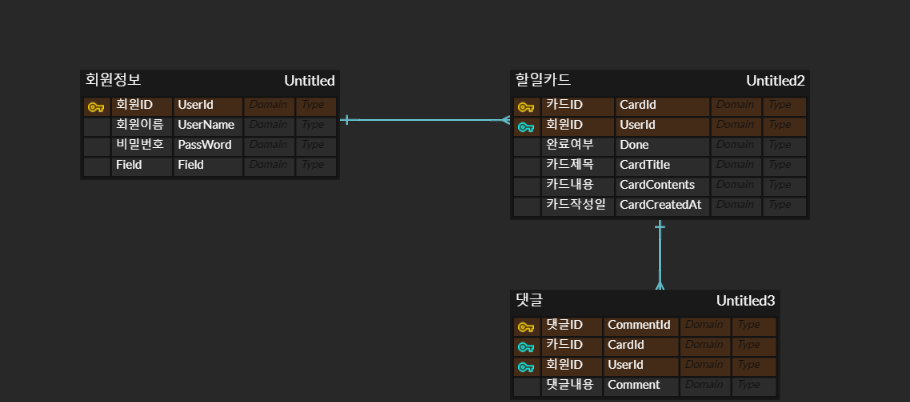 회원정보 Untitled
회원ID UserId Domain Type
회원이름 UserName Domain Type
비밀번호 PassWord Domain Type
Field Field Domain Type
할일카드 Untitled2
카드ID CardId Domain Type
회원ID UserId Domain Type
완료여부 Done Domain Type
카드제목 CardTitle Domain Type
카드내용 CardContents Domain Type
카드작성일 CardCreatedAt Domain Type
댓글 Untitled3
댓글ID CommentId Domain Type
카드ID CardId Domain Type
회원ID UserId Domain Type
댓글내용 Comment Domain Type